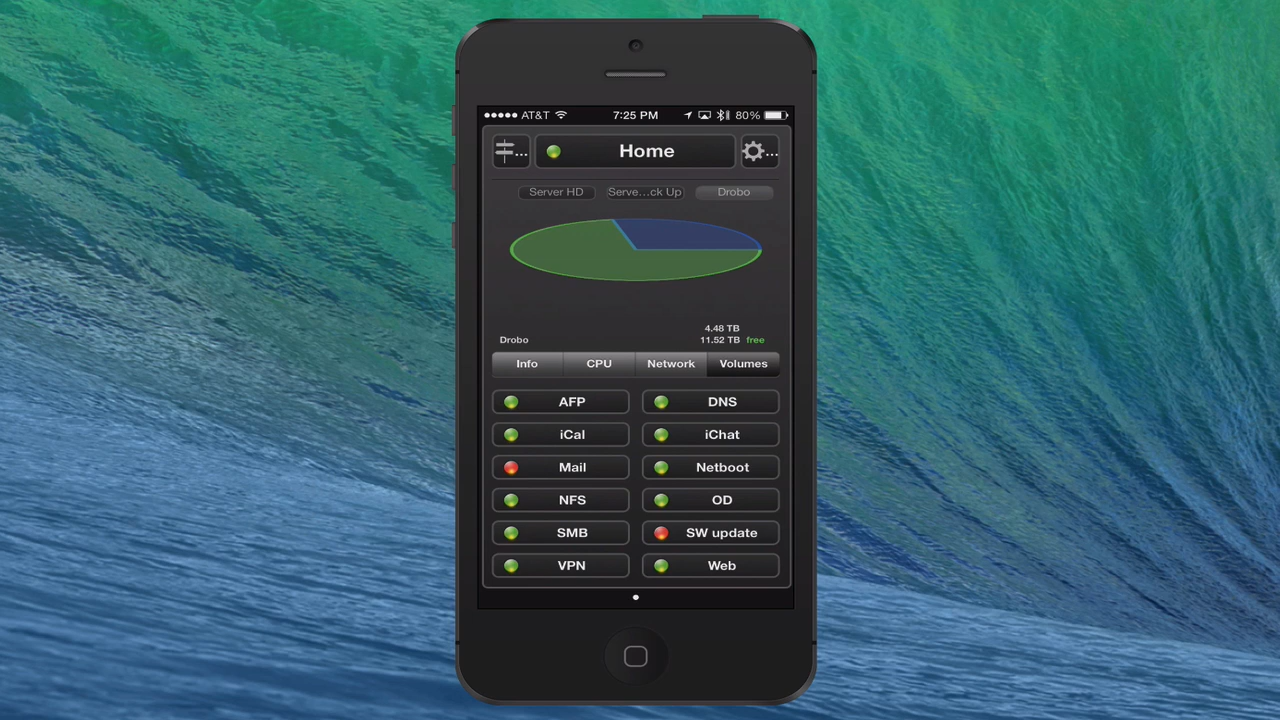 AT&T 7:25 PM 80%
... Home ...
Server HD Serve...ck Up Drobo
4.48 TB
Drobo 11.52 TB free
Info CPU Network Volumes
AFP DNS
iCal iChat
Mail Netboot
NFS OD
SMB SW update
VPN Web